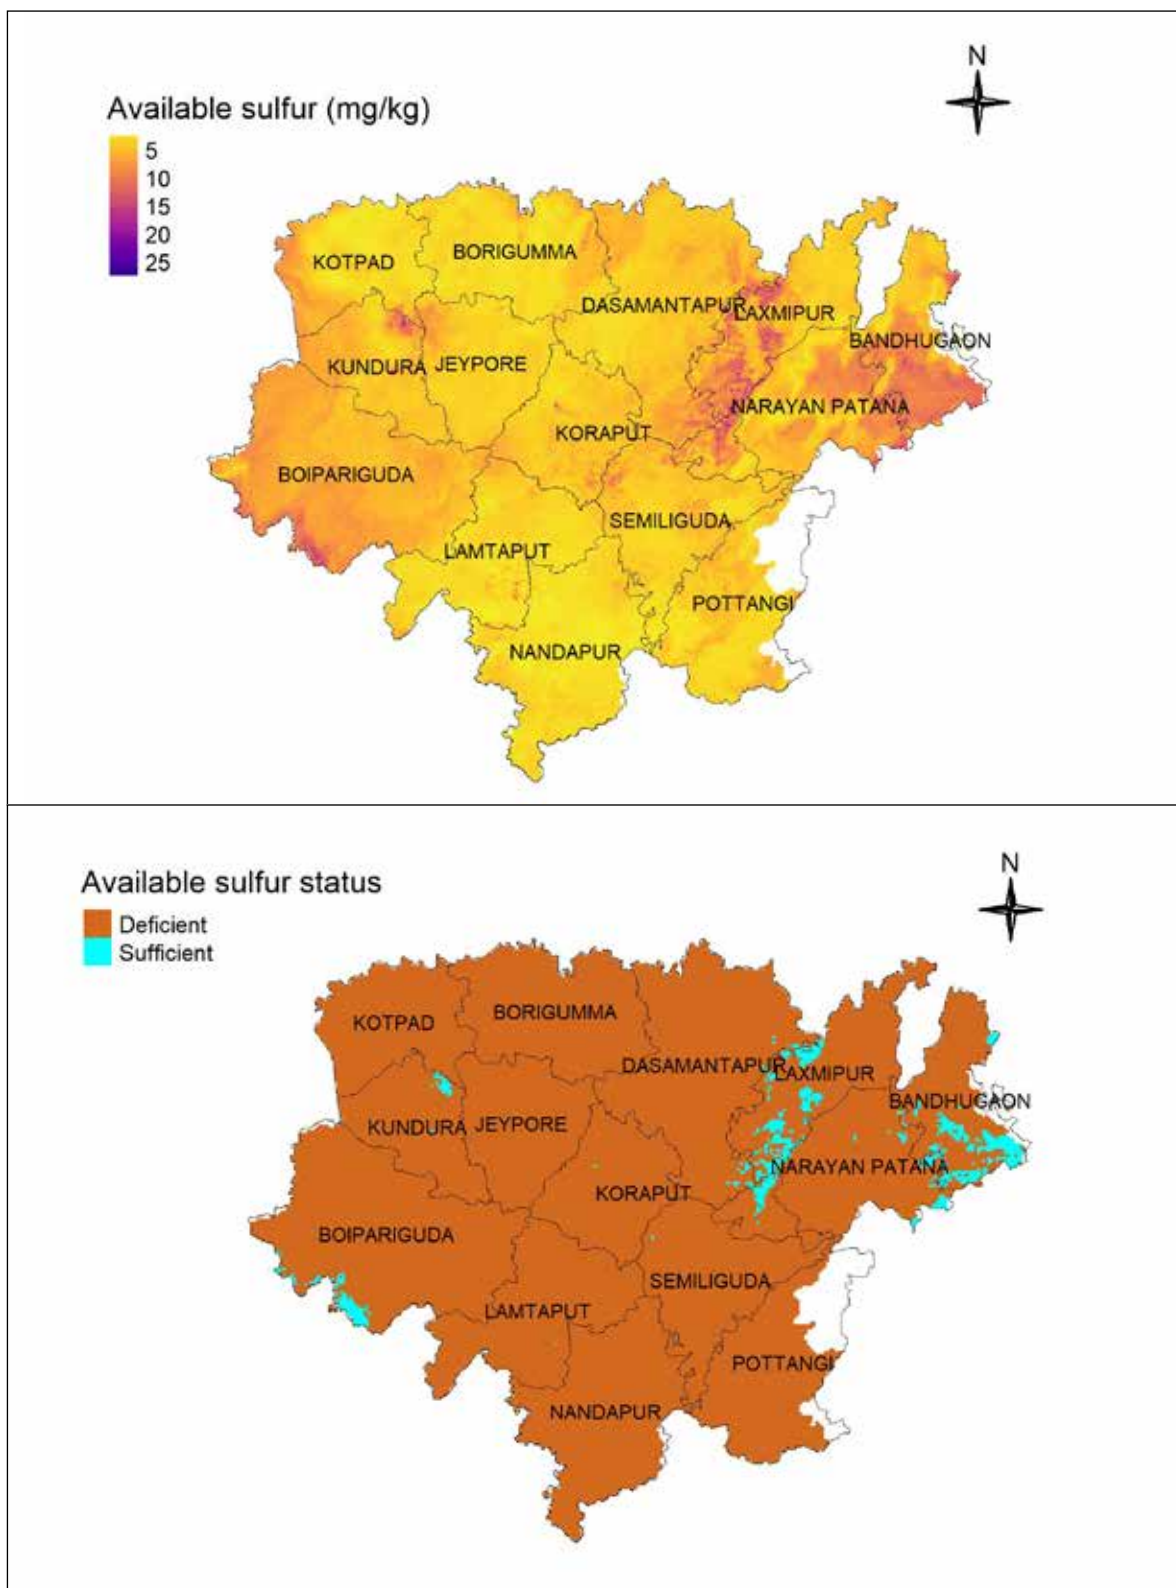 N
Available sulfur (mg/kg)
5
10
15
20
25
KOTPAD
BORIGUMMA
DASAMANTAPUR
LAXMIPUR
BANDHUGAON
KUNDURA
JEYPORE
NARAYAN PATANA
KORAPUT
BOIPARIGUDA
SEMILIGUDA
LAMTAPUT
POTTANGI
NANDAPUR
N
Available sulfur status
Deficient
Sufficient
KOTPAD
BORIGUMMA
DASAMANTAPUR
LAXMIPUR
BANDHUGAON
KUNDURA
JEYPORE
NARAYAN PATANA
KORAPUT
BOIPARIGUDA
SEMILIGUDA
LAMTAPUT
POTTANGI
NANDAPUR